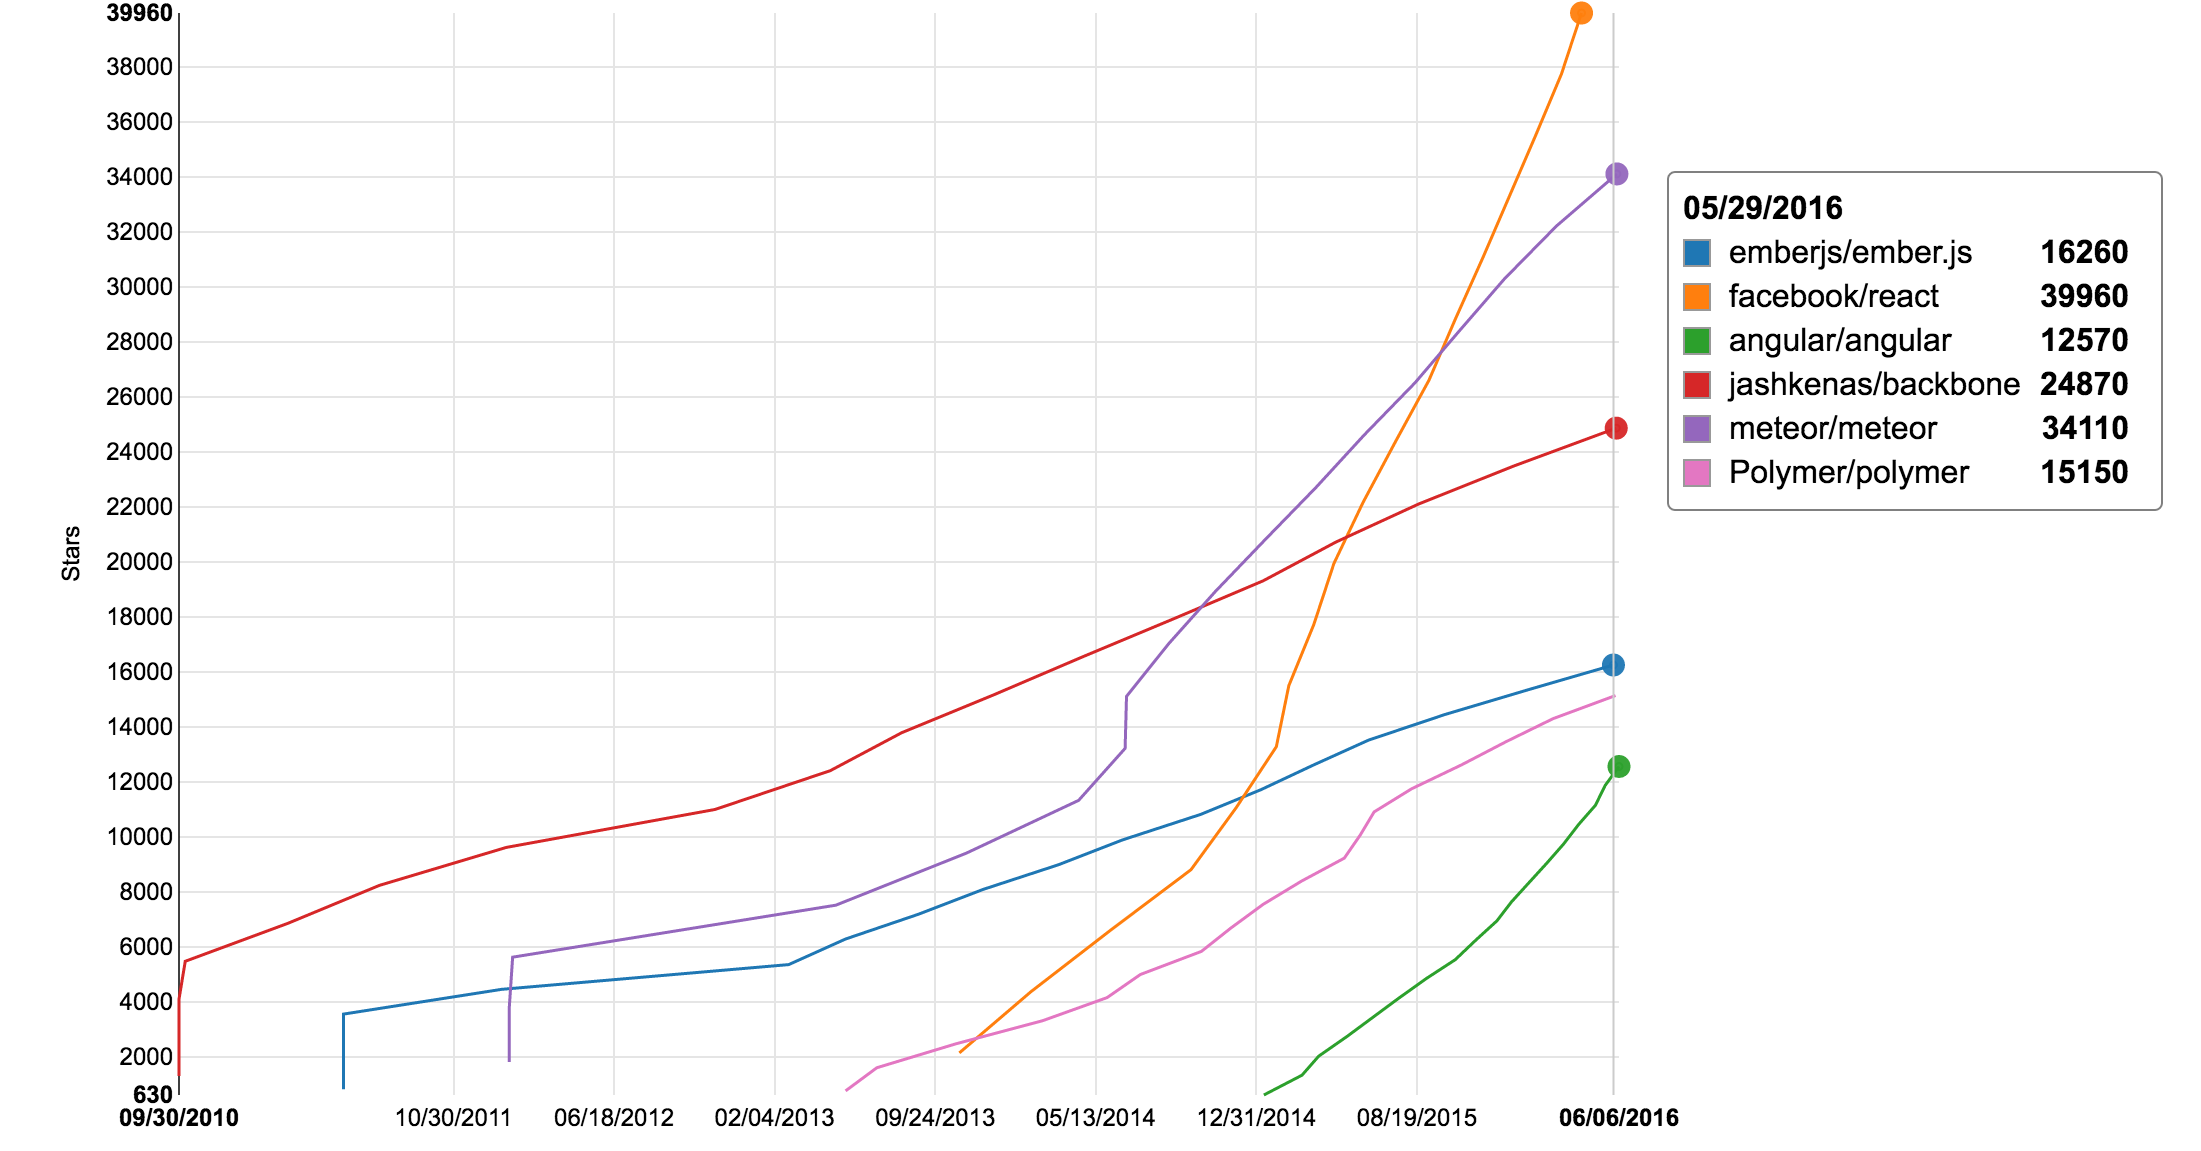 39960
38000
36000
34000
32000
30000
28000
26000
24000
22000
20000
18000
16000
14000
12000
10000
8000
6000
4000
2000
630
Stars
09/30/2010 10/30/2011 06/18/2012 02/04/2013 09/24/2013 05/13/2014 12/31/2014 08/19/2015 06/06/2016
05/29/2016
emberjs/ember.js 16260
facebook/react 39960
angular/angular 12570
jashkenas/backbone 24870
meteor/meteor 34110
Polymer/polymer 15150